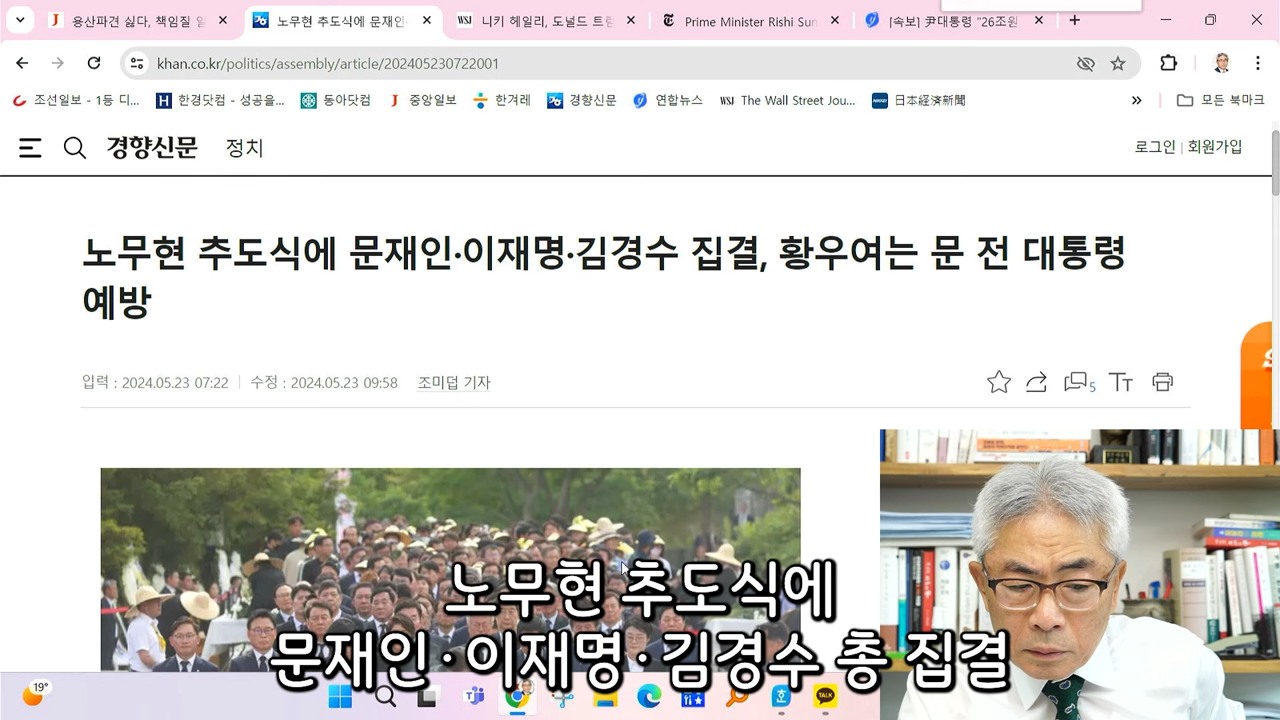 용산파견 싫다, 책임질 일
노무현 추도식에 문재인·
니키 헤일리, 도널드 트럼
Prime Minister Rishi Sun
[속보] 尹대통령 "26조원
khan.co.kr/politics/assembly/article/202405230722001
조선일보 - 1등 디...
한경닷컴 - 성공을...
동아닷컴
중앙일보
한겨레
경향신문
연합뉴스
The Wall Street Jou...
日本経済新聞
모든 북마크
경향신문 정치
로그인 | 회원가입
노무현 추도식에 문재인·이재명·김경수 집결, 황우여는 문 전 대통령
예방
입력 : 2024.05.23 07:22 수정 : 2024.05.23 09:58 조미덥 기자
5
노무현 추도식에
문재인·이재명·김경수 총 집결
19°
TALK